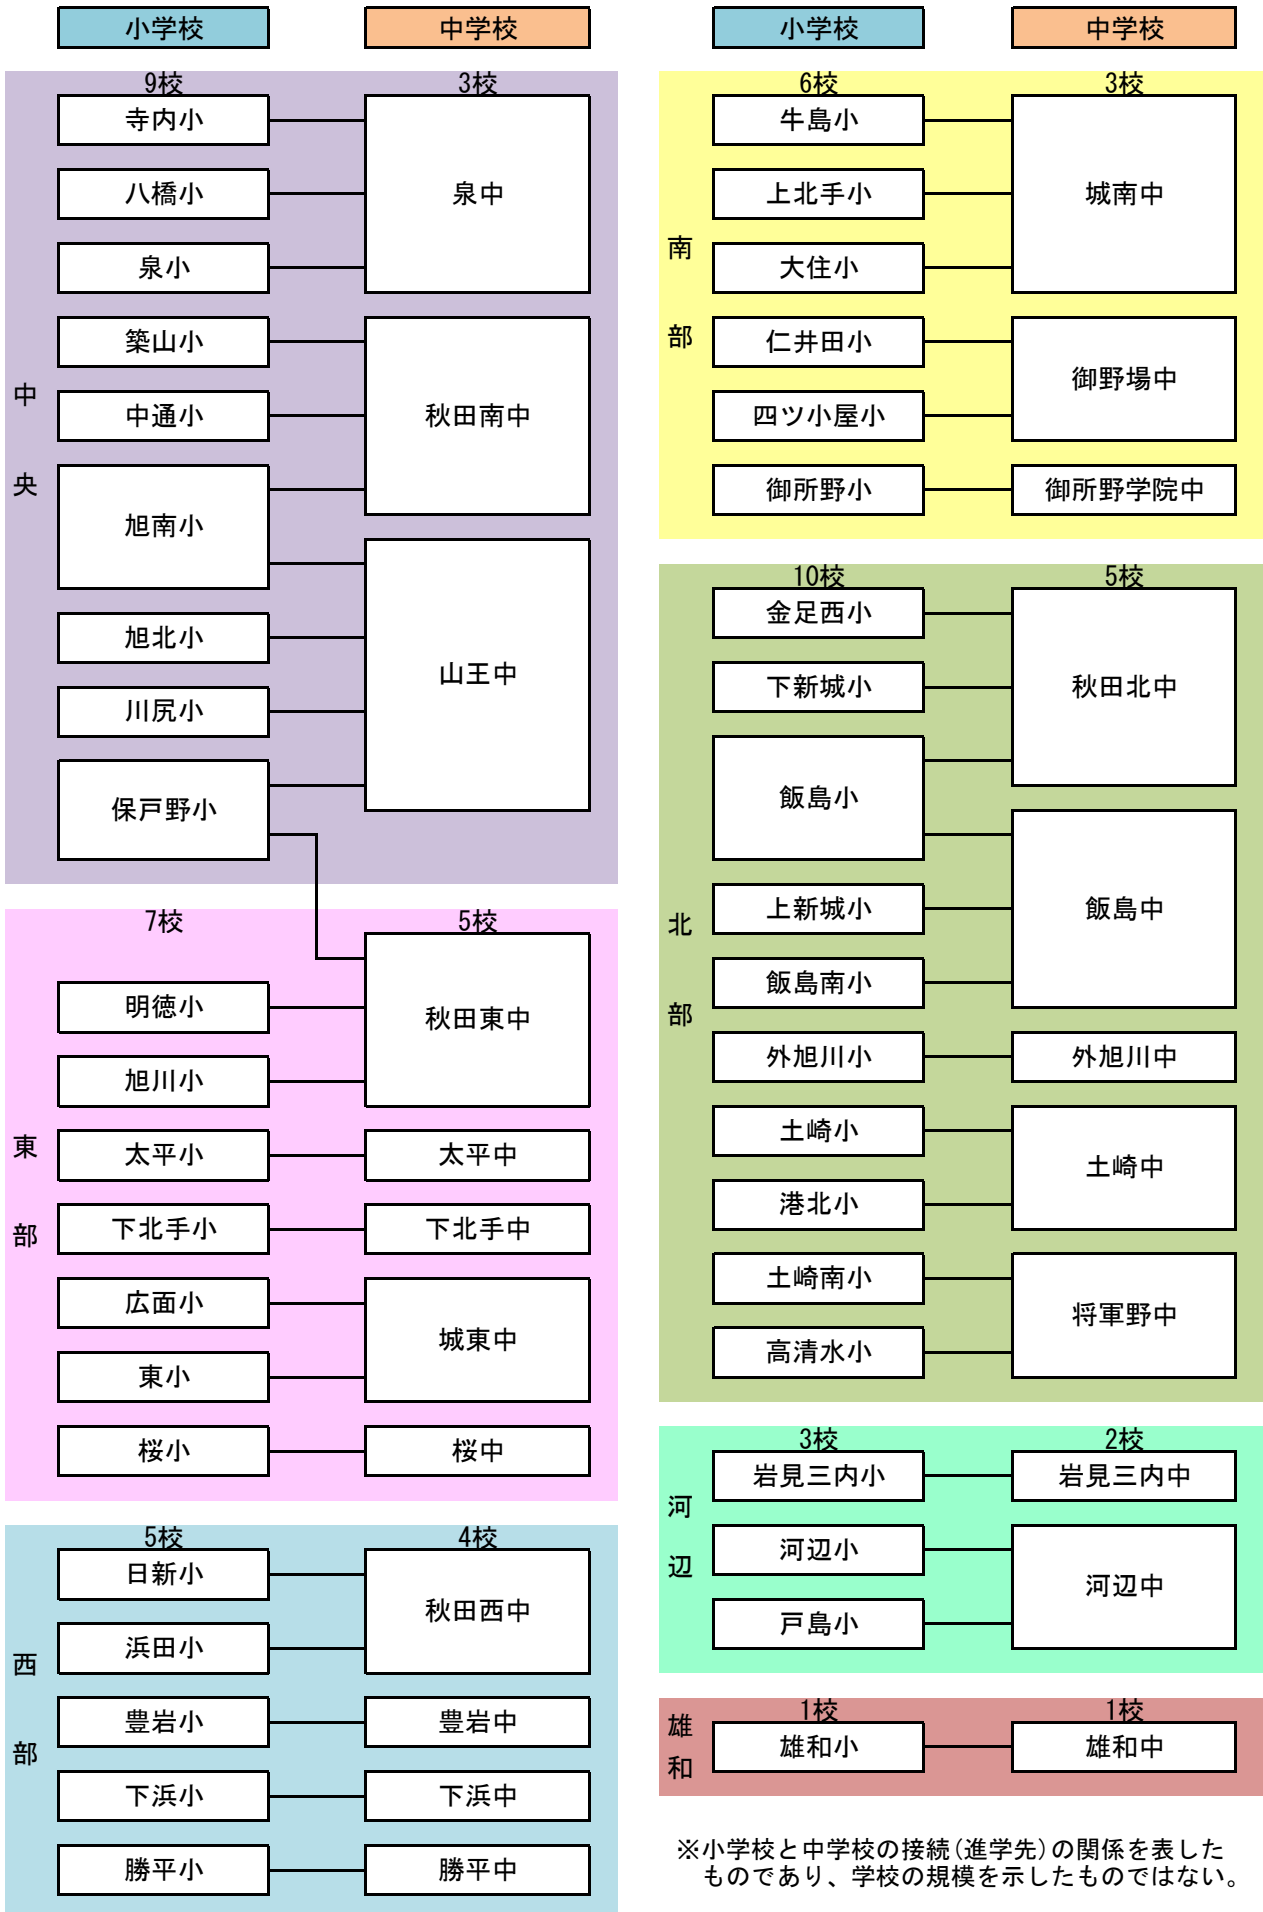 小学校 中学校
中央
9校 3校
寺内小
八橋小
泉小
泉中
築山小
中通小
秋田南中
旭南小
旭北小
川尻小
保戸野小
山王中
東部
7校 5校
明徳小
旭川小
秋田東中
太平小 太平中
下北手小 下北手中
広面小
東小
城東中
桜小 桜中
西部
5校 4校
日新小
浜田小
秋田西中
豊岩小 豊岩中
下浜小 下浜中
勝平小 勝平中
小学校 中学校
南部
6校 3校
牛島小
上北手小
大住小
城南中
仁井田小
四ツ小屋小
御野場中
御所野小 御所野学院中
北部
10校 5校
金足西小
下新城小
秋田北中
飯島小
上新城小
飯島南小
飯島中
外旭川小 外旭川中
土崎小
港北小
土崎中
土崎南小
高清水小
将軍野中
河辺
3校 2校
岩見三内小 岩見三内中
河辺小
戸島小
河辺中
雄和
1校 1校
雄和小 雄和中
※小学校と中学校の接続(進学先)の関係を表した
ものであり、学校の規模を示したものではない。